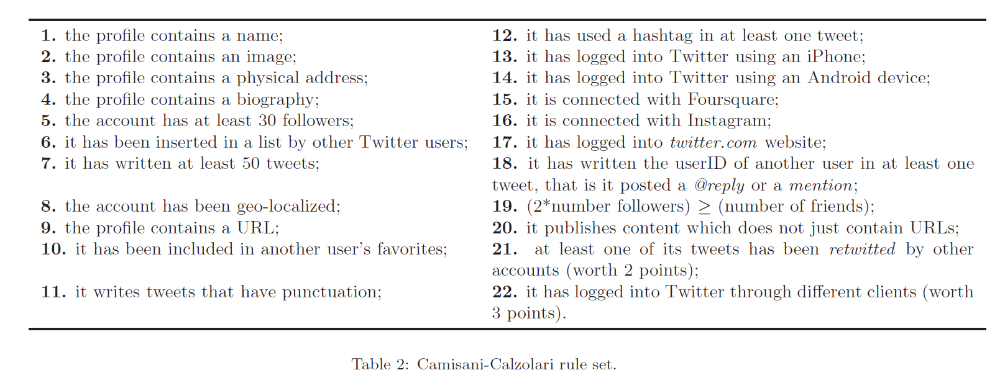 1. the profile contains a name;
2. the profile contains an image;
3. the profile contains a physical address;
4. the profile contains a biography;
5. the account has at least 30 followers;
6. it has been inserted in a list by other Twitter users;
7. it has written at least 50 tweets;
8. the account has been geo-localized;
9. the profile contains a URL;
10. it has been included in another user's favorites;
11. it writes tweets that have punctuation;
12. it has used a hashtag in at least one tweet;
13. it has logged into Twitter using an iPhone;
14. it has logged into Twitter using an Android device;
15. it is connected with Foursquare;
16. it is connected with Instagram;
17. it has logged into twitter.com website;
18. it has written the userID of another user in at least one
tweet, that is it posted a @reply or a mention;
19. (2*number followers) ≥ (number of friends);
20. it publishes content which does not just contain URLs;
21. at least one of its tweets has been retwitted by other
accounts (worth 2 points);
22. it has logged into Twitter through different clients (worth
3 points).
Table 2: Camisani-Calzolari rule set.